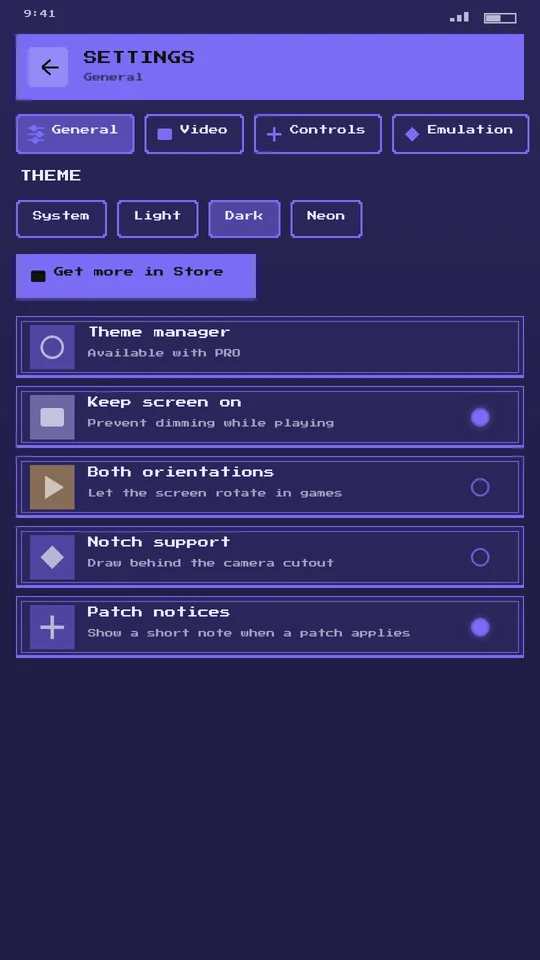 9:41
SETTINGS
General
General
Video
Controls
Emulation
THEME
System
Light
Dark
Neon
Get more in Store
Theme manager
Available with PRO
Keep screen on
Prevent dimming while playing
Both orientations
Let the screen rotate in games
Notch support
Draw behind the camera cutout
Patch notices
Show a short note when a patch applies